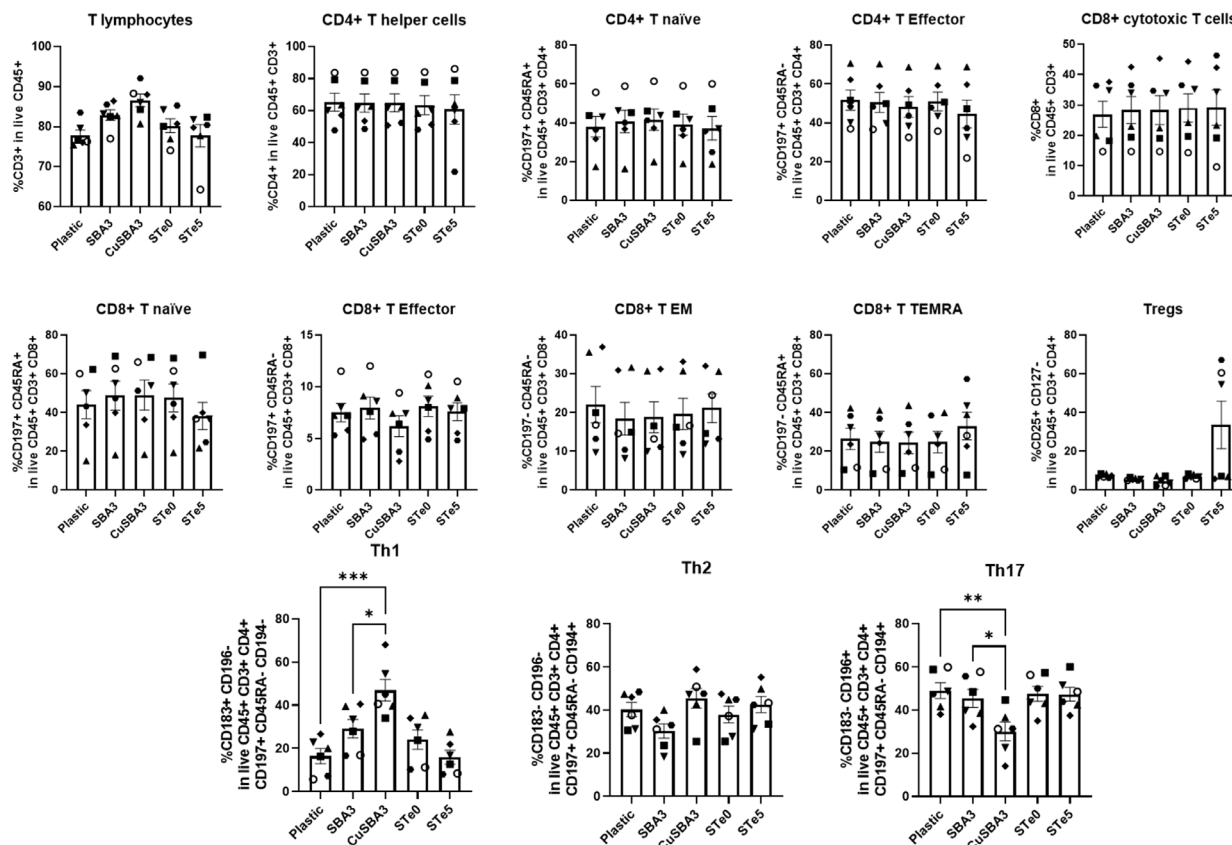 T lymphocytes
%CD3+ in live CD45+
100
90
80
70
60
Plastic
SBA3
CuSBA3
STe0
STe5
CD4+ T helper cells
%CD4+ in live CD45+ CD3+
100
80
60
40
20
0
Plastic
SBA3
CuSBA3
STe0
STe5
CD4+ T naïve
%CD197+ CD45RA+
in live CD45+ CD3+ CD4+
80
60
40
20
0
Plastic
SBA3
CuSBA3
STe0
STe5
CD4+ T Effector
%CD197+ CD45RA-
in live CD45+ CD3+ CD4+
80
60
40
20
0
Plastic
SBA3
CuSBA3
STe0
STe5
CD8+ cytotoxic T cells
%CD8+
in live CD45+ CD3+
50
40
30
20
10
0
Plastic
SBA3
CuSBA3
STe0
STe5
CD8+ T naïve
%CD197+ CD45RA+
in live CD45+ CD3+ CD8+
80
60
40
20
0
Plastic
SBA3
CuSBA3
STe0
STe5
CD8+ T Effector
%CD197+ CD45RA-
in live CD45+ CD3+ CD8+
15
10
5
0
Plastic
SBA3
CuSBA3
STe0
STe5
CD8+ T EM
%CD197- CD45RA-
in live CD45+ CD3+ CD8+
40
30
20
10
0
Plastic
SBA3
CuSBA3
STe0
STe5
CD8+ T TEMRA
%CD197- CD45RA+
in live CD45+ CD3+ CD8+
80
60
40
20
0
Plastic
SBA3
CuSBA3
STe0
STe5
Tregs
%CD25+ CD127-
in live CD45+ CD3+ CD4+
80
60
40
20
0
Plastic
SBA3
CuSBA3
STe0
STe5
Th1
%CD183+ CD196-
in live CD45+ CD3+ CD4+
CD197+ CD45RA- CD194-
***
*
80
60
40
20
0
Plastic
SBA3
CuSBA3
STe0
STe5
Th2
%CD183- CD196-
in live CD45+ CD3+ CD4+
CD197+ CD45RA- CD194+
80
60
40
20
0
Plastic
SBA3
CuSBA3
STe0
STe5
Th17
%CD183- CD196+
in live CD45+ CD3+ CD4+
CD197+ CD45RA- CD194+
**
*
80
60
40
20
0
Plastic
SBA3
CuSBA3
STe0
STe5